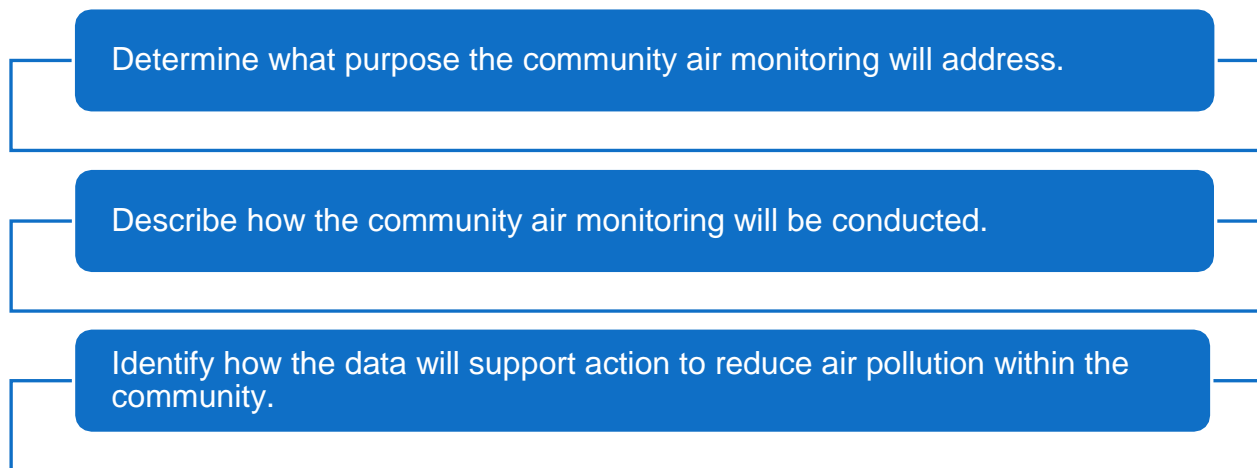 Determine what purpose the community air monitoring will address.
Describe how the community air monitoring will be conducted.
Identify how the data will support action to reduce air pollution within the
community.